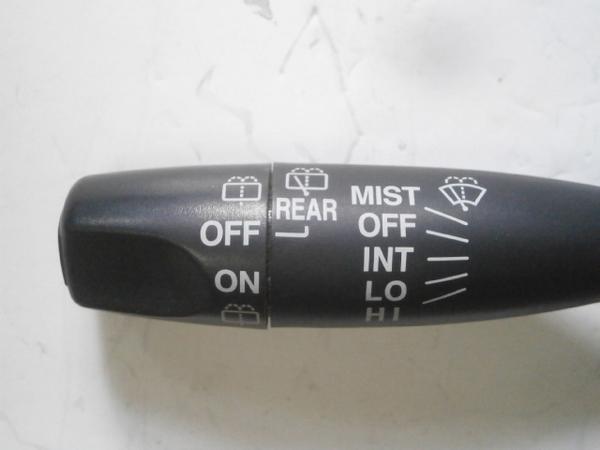 OFF
ON
REAR
MIST
OFF
INT
LO
HI